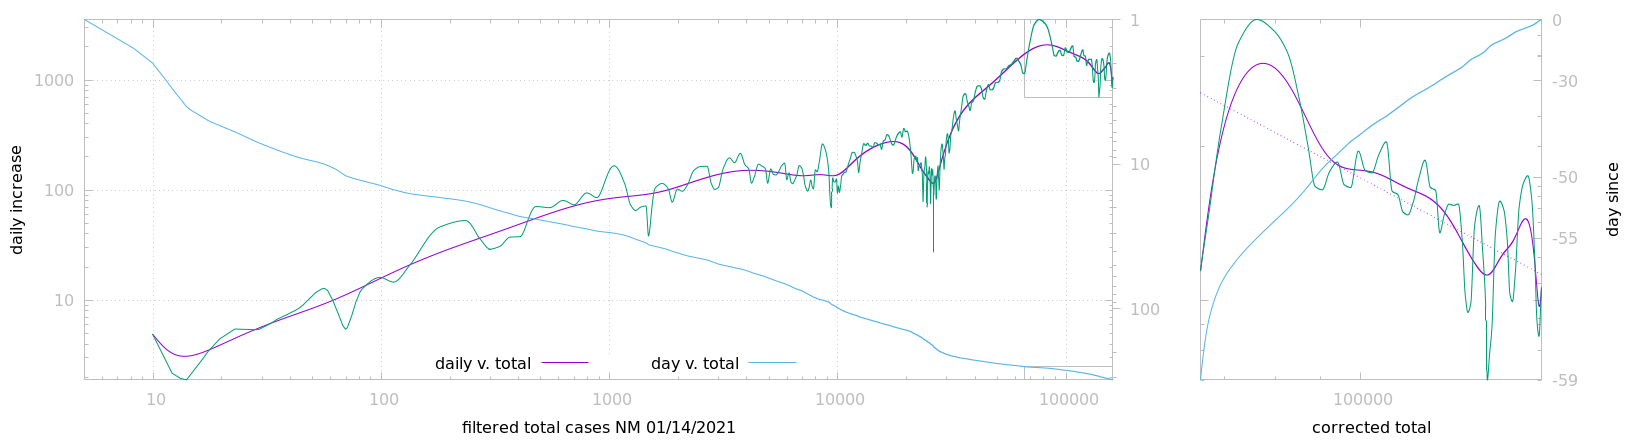 1000
100
10
daily increase
1
10
100
daily v. total
day v. total
10
100
1000
10000
100000
filtered total cases NM 01/14/2021
0
-30
-50
-55
-59
day since
100000
corrected total